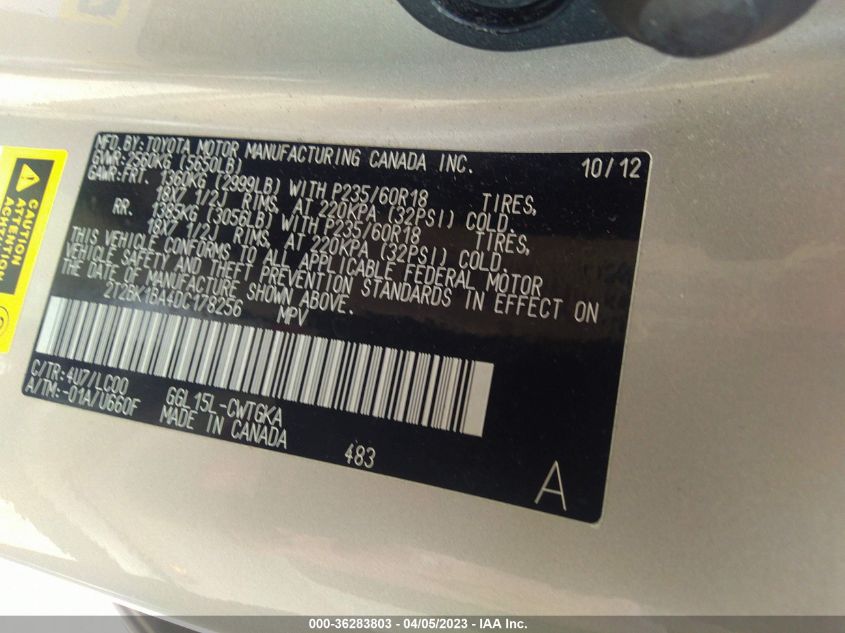 CAUTION
ATTENTION
MFD.BY:TOYOTA MOTOR MANUFACTURING CANADA INC. 10/12
GVWR:2560KG (5650LB)
GAWR:FRT. 1360KG (2999LB) WITH P235/60R18 TIRES,
18X7 1/2J RIMS, AT 220KPA (32PSI) COLD.
RR. 1385KG (3056LB) WITH P235/60R18 TIRES,
18X7 1/2J RIMS, AT 220KPA (32PSI) COLD.
THIS VEHICLE CONFORMS TO ALL APPLICABLE FEDERAL MOTOR
VEHICLE SAFETY AND THEFT PREVENTION STANDARDS IN EFFECT ON
THE DATE OF MANUFACTURE SHOWN ABOVE.
2T2BK1BA4DC178256 MPV
C/TR:4U7/LC00
A/TM:-01A/U660F
GGL15L-CWTGKA
MADE IN CANADA
483
A
000-36283803 - 04/05/2023 - IAA Inc.